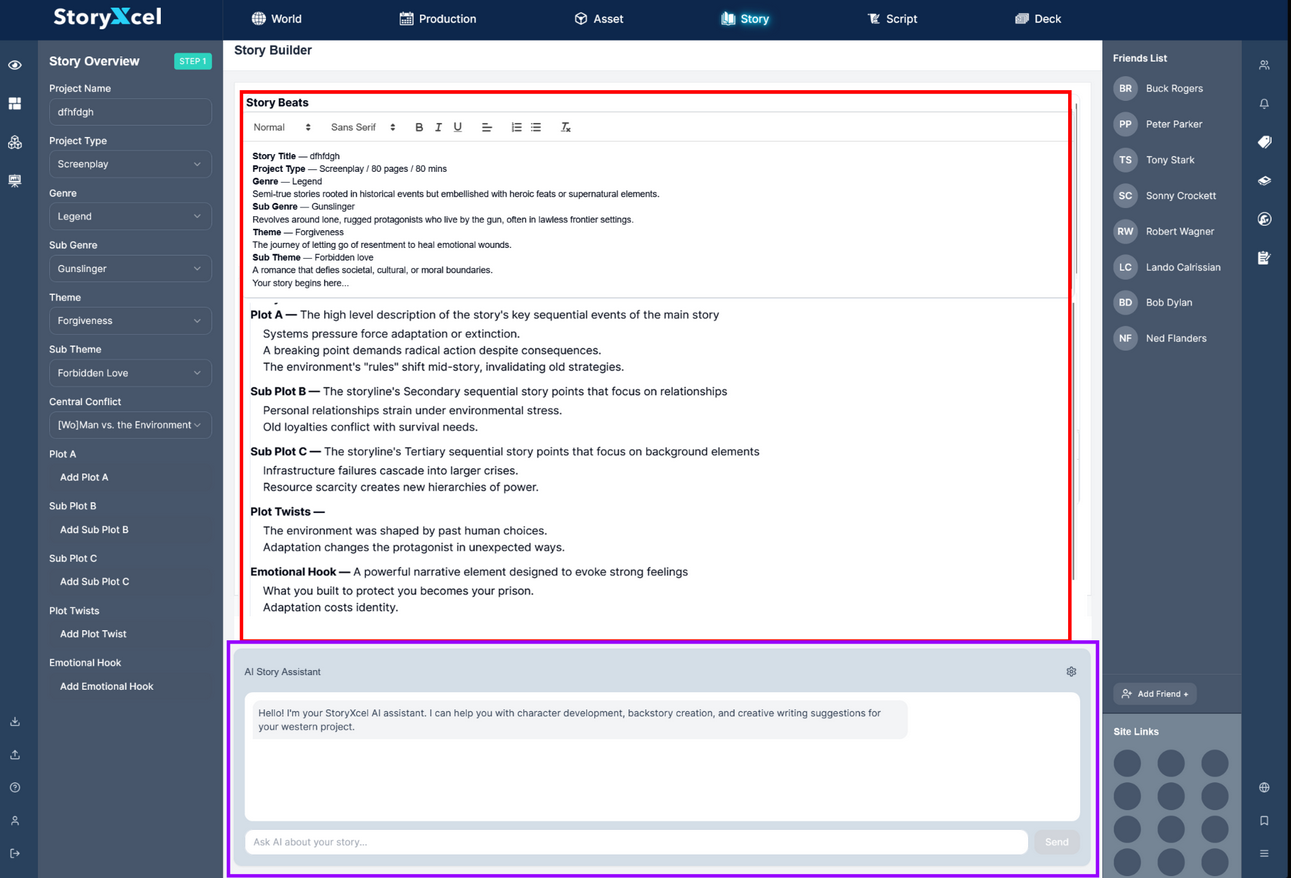 StoryXcel
World
Production
Asset
Story
Script
Deck
Story Overview
STEP 1
Project Name
dfhfdgh
Project Type
Screenplay
Genre
Legend
Sub Genre
Gunslinger
Theme
Forgiveness
Sub Theme
Forbidden Love
Central Conflict
[Wo]Man vs. the Environment
Plot A
Add Plot A
Sub Plot B
Add Sub Plot B
Sub Plot C
Add Sub Plot C
Plot Twists
Add Plot Twist
Emotional Hook
Add Emotional Hook
Story Builder
Story Beats
Normal Sans Serif B I U
Story Title — dfhfdgh
Project Type — Screenplay / 80 pages / 80 mins
Genre — Legend
Semi-true stories rooted in historical events but embellished with heroic feats or supernatural elements.
Sub Genre — Gunslinger
Revolves around lone, rugged protagonists who live by the gun, often in lawless frontier settings.
Theme — Forgiveness
The journey of letting go of resentment to heal emotional wounds.
Sub Theme — Forbidden love
A romance that defies societal, cultural, or moral boundaries.
Your story begins here...
Plot A — The high level description of the story's key sequential events of the main story
Systems pressure force adaptation or extinction.
A breaking point demands radical action despite consequences.
The environment's "rules" shift mid-story, invalidating old strategies.
Sub Plot B — The storyline's Secondary sequential story points that focus on relationships
Personal relationships strain under environmental stress.
Old loyalties conflict with survival needs.
Sub Plot C — The storyline's Tertiary sequential story points that focus on background elements
Infrastructure failures cascade into larger crises.
Resource scarcity creates new hierarchies of power.
Plot Twists —
The environment was shaped by past human choices.
Adaptation changes the protagonist in unexpected ways.
Emotional Hook — A powerful narrative element designed to evoke strong feelings
What you built to protect you becomes your prison.
Adaptation costs identity.
AI Story Assistant
Hello! I'm your StoryXcel AI assistant. I can help you with character development, backstory creation, and creative writing suggestions for
your western project.
Ask AI about your story...
Send
Friends List
BR Buck Rogers
PP Peter Parker
TS Tony Stark
SC Sonny Crockett
RW Robert Wagner
LC Lando Calrissian
BD Bob Dylan
NF Ned Flanders
Add Friend +
Site Links